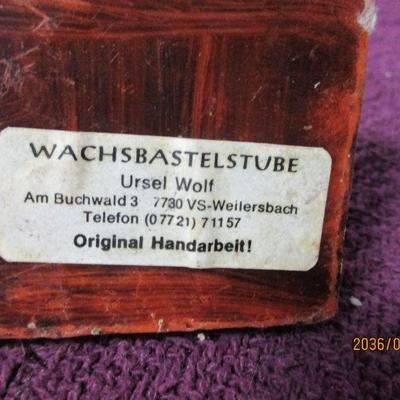 WACHSBASTELSTUBE
Ursel Wolf
Am Buchwald 3 7730 VS-Weilersbach
Telefon (07721) 71157
Original Handarbeit!
2036/0